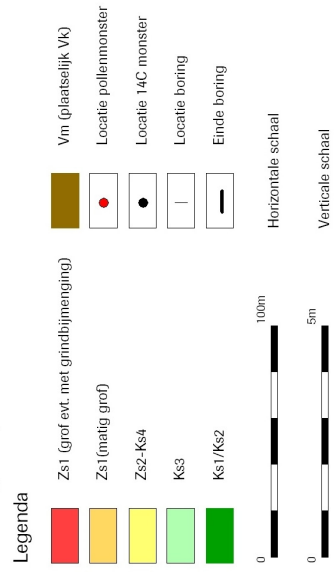 Legenda
Zs1 (grof evt. met grindbijmenging)
Zs1(matig grof)
Zs2-Ks4
Ks3
Ks1/Ks2
Vm (plaatselijk Vk)
Locatie pollenmonster
Locatie 14C monster
Locatie boring
Einde boring
0 100m
Horizontale schaal
0 5m
Verticale schaal